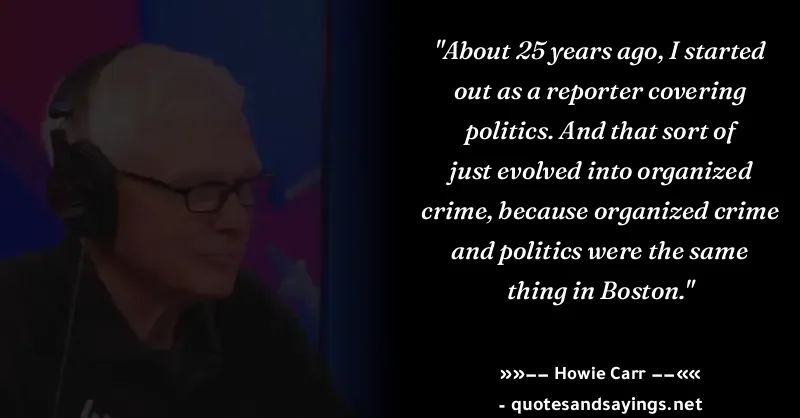 "About 25 years ago, I started
out as a reporter covering
politics. And that sort of
just evolved into organized
crime, because organized crime
and politics were the same
thing in Boston."
»»−− Howie Carr −−««
- quotesandsayings.net